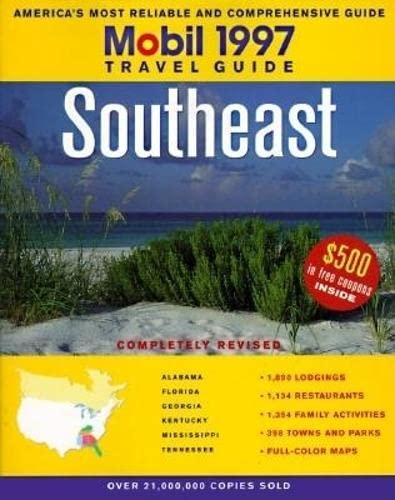 AMERICA'S MOST RELIABLE AND COMPREHENSIVE GUIDE
Mobil 1997
TRAVEL GUIDE
Southeast
$500
in free coupons
INSIDE
COMPLETELY REVISED
ALABAMA
FLORIDA
GEORGIA
KENTUCKY
MISSISSIPPI
TENNESSEE
• 1,890 LODGINGS
• 1,134 RESTAURANTS
• 1,354 FAMILY ACTIVITIES
• 398 TOWNS AND PARKS
• FULL-COLOR MAPS
OVER 21,000,000 COPIES SOLD